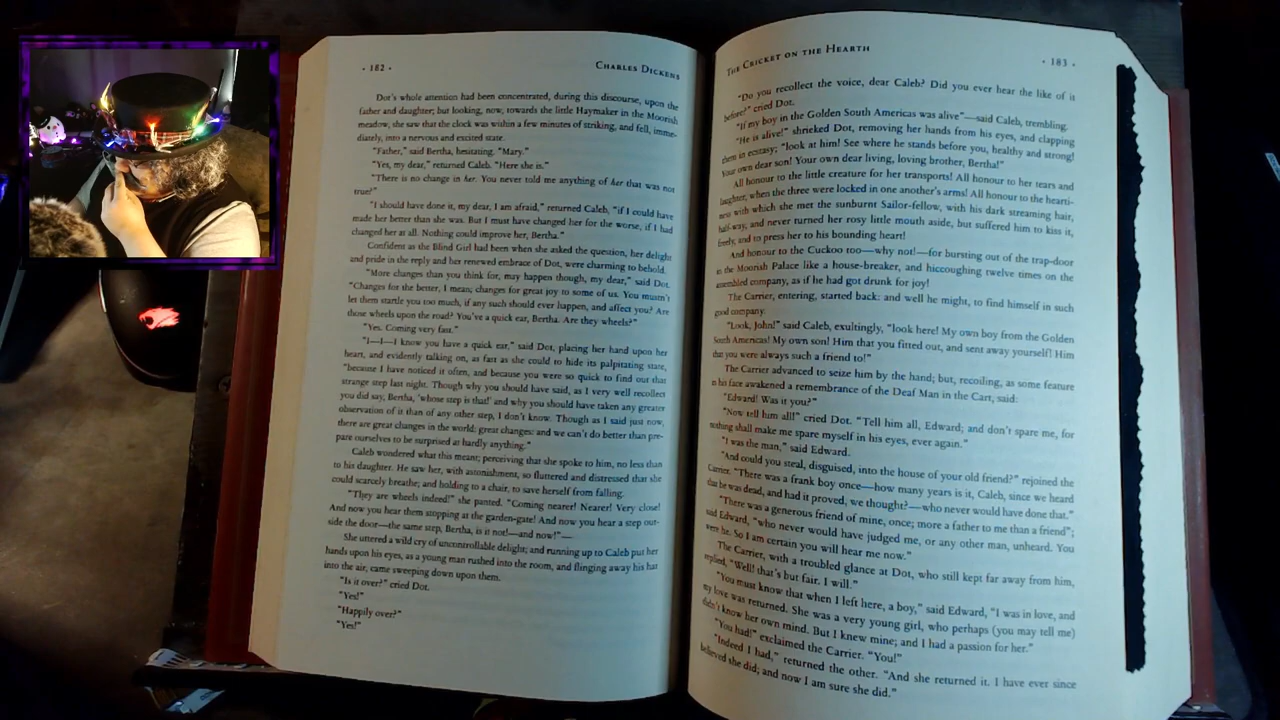 · 182 ·
CHARLES DICKENS
Dot's whole attention had been concentrated, during this discourse, upon the
father and daughter; but looking, now, towards the little Haymaker in the Moorish
meadow, she saw that the clock was within a few minutes of striking, and fell, imme-
diately, into a nervous and excited state.
"Father," said Bertha, hesitating. "Mary."
"Yes, my dear," returned Caleb. "Here she is."
"There is no change in her. You never told me anything of her that was not
true?"
"I should have done it, my dear, I am afraid," returned Caleb, "if I could have
made her better than she was. But I must have changed her for the worse, if I had
changed her at all. Nothing could improve her, Bertha."
Confident as the Blind Girl had been when she asked the question, her delight
and pride in the reply and her renewed embrace of Dot, were charming to behold.
"More changes than you think for, may happen though, my dear," said Dot.
"Changes for the better, I mean; changes for great joy to some of us. You mustn't
let them startle you too much, if any such should ever happen, and affect you? Are
those wheels upon the road? You've a quick ear, Bertha. Are they wheels?"
"Yes. Coming very fast."
"I—I—I know you have a quick ear," said Dot, placing her hand upon her
heart, and evidently talking on, as fast as she could to hide its palpitating state,
"because I have noticed it often, and because you were so quick to find out that
strange step last night. Though why you should have said, as I very well recollect
you did say, Bertha, 'whose step is that!' and why you should have taken any greater
observation of it than of any other step, I don't know. Though as I said just now,
there are great changes in the world: great changes: and we can't do better than pre-
pare ourselves to be surprised at hardly anything."
Caleb wondered what this meant; perceiving that she spoke to him, no less than
to his daughter. He saw her, with astonishment, so fluttered and distressed that she
could scarcely breathe; and holding to a chair, to save herself from falling.
"They are wheels indeed!" she panted. "Coming nearer! Nearer! Very close!
And now you hear them stopping at the garden-gate! And now you hear a step out-
side the door—the same step, Bertha, is it not!—and now!"—
She uttered a wild cry of uncontrollable delight; and running up to Caleb put her
hands upon his eyes, as a young man rushed into the room, and flinging away his hat
into the air, came sweeping down upon them.
"Is it over?" cried Dot.
"Yes!"
"Happily over?"
"Yes!"
THE CRICKET ON THE HEARTH
· 183 ·
"Do you recollect the voice, dear Caleb? Did you ever hear the like of it
before?" cried Dot.
"If my boy in the Golden South Americas was alive"—said Caleb, trembling.
"He is alive!" shrieked Dot, removing her hands from his eyes, and clapping
them in ecstasy; "look at him! See where he stands before you, healthy and strong!
Your own dear son! Your own dear living, loving brother, Bertha!"
All honour to the little creature for her transports! All honour to her tears and
laughter, when the three were locked in one another's arms! All honour to the hearti-
ness with which she met the sunburnt Sailor-fellow, with his dark streaming hair,
half-way, and never turned her rosy little mouth aside, but suffered him to kiss it,
freely, and to press her to his bounding heart!
And honour to the Cuckoo too—why not!—for bursting out of the trap-door
in the Moorish Palace like a house-breaker, and hiccoughing twelve times on the
assembled company, as if he had got drunk for joy!
The Carrier, entering, started back: and well he might, to find himself in such
good company.
"Look, John!" said Caleb, exultingly, "look here! My own boy from the Golden
South Americas! My own son! Him that you fitted out, and sent away yourself! Him
that you were always such a friend to!"
The Carrier advanced to seize him by the hand; but, recoiling, as some feature
in his face awakened a remembrance of the Deaf Man in the Cart, said:
"Edward! Was it you?"
"Now tell him all!" cried Dot. "Tell him all, Edward; and don't spare me, for
nothing shall make me spare myself in his eyes, ever again."
"I was the man," said Edward.
"And could you steal, disguised, into the house of your old friend?" rejoined the
Carrier. "There was a frank boy once—how many years is it, Caleb, since we heard
that he was dead, and had it proved, we thought?—who never would have done that."
"There was a generous friend of mine, once; more a father to me than a friend";
said Edward, "who never would have judged me, or any other man, unheard. You
were he. So I am certain you will hear me now."
The Carrier, with a troubled glance at Dot, who still kept far away from him,
replied, "Well! that's but fair. I will."
"You must know that when I left here, a boy," said Edward, "I was in love, and
my love was returned. She was a very young girl, who perhaps (you may tell me)
didn't know her own mind. But I knew mine; and I had a passion for her."
"You had!" exclaimed the Carrier. "You!"
"Indeed I had," returned the other. "And she returned it. I have ever since
believed she did; and now I am sure she did."